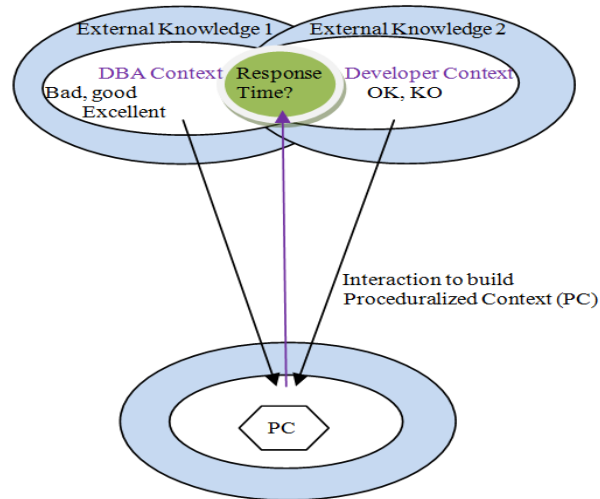 External Knowledge 1
External Knowledge 2
DBA Context
Bad, good
Excellent
Response
Time?
Developer Context
OK, KO
Interaction to build
Proceduralized Context (PC)
PC